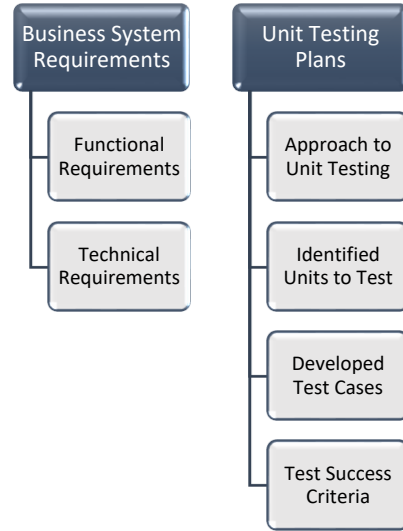 Business System
Requirements
Functional
Requirements
Technical
Requirements
Unit Testing
Plans
Approach to
Unit Testing
Identified
Units to Test
Developed
Test Cases
Test Success
Criteria